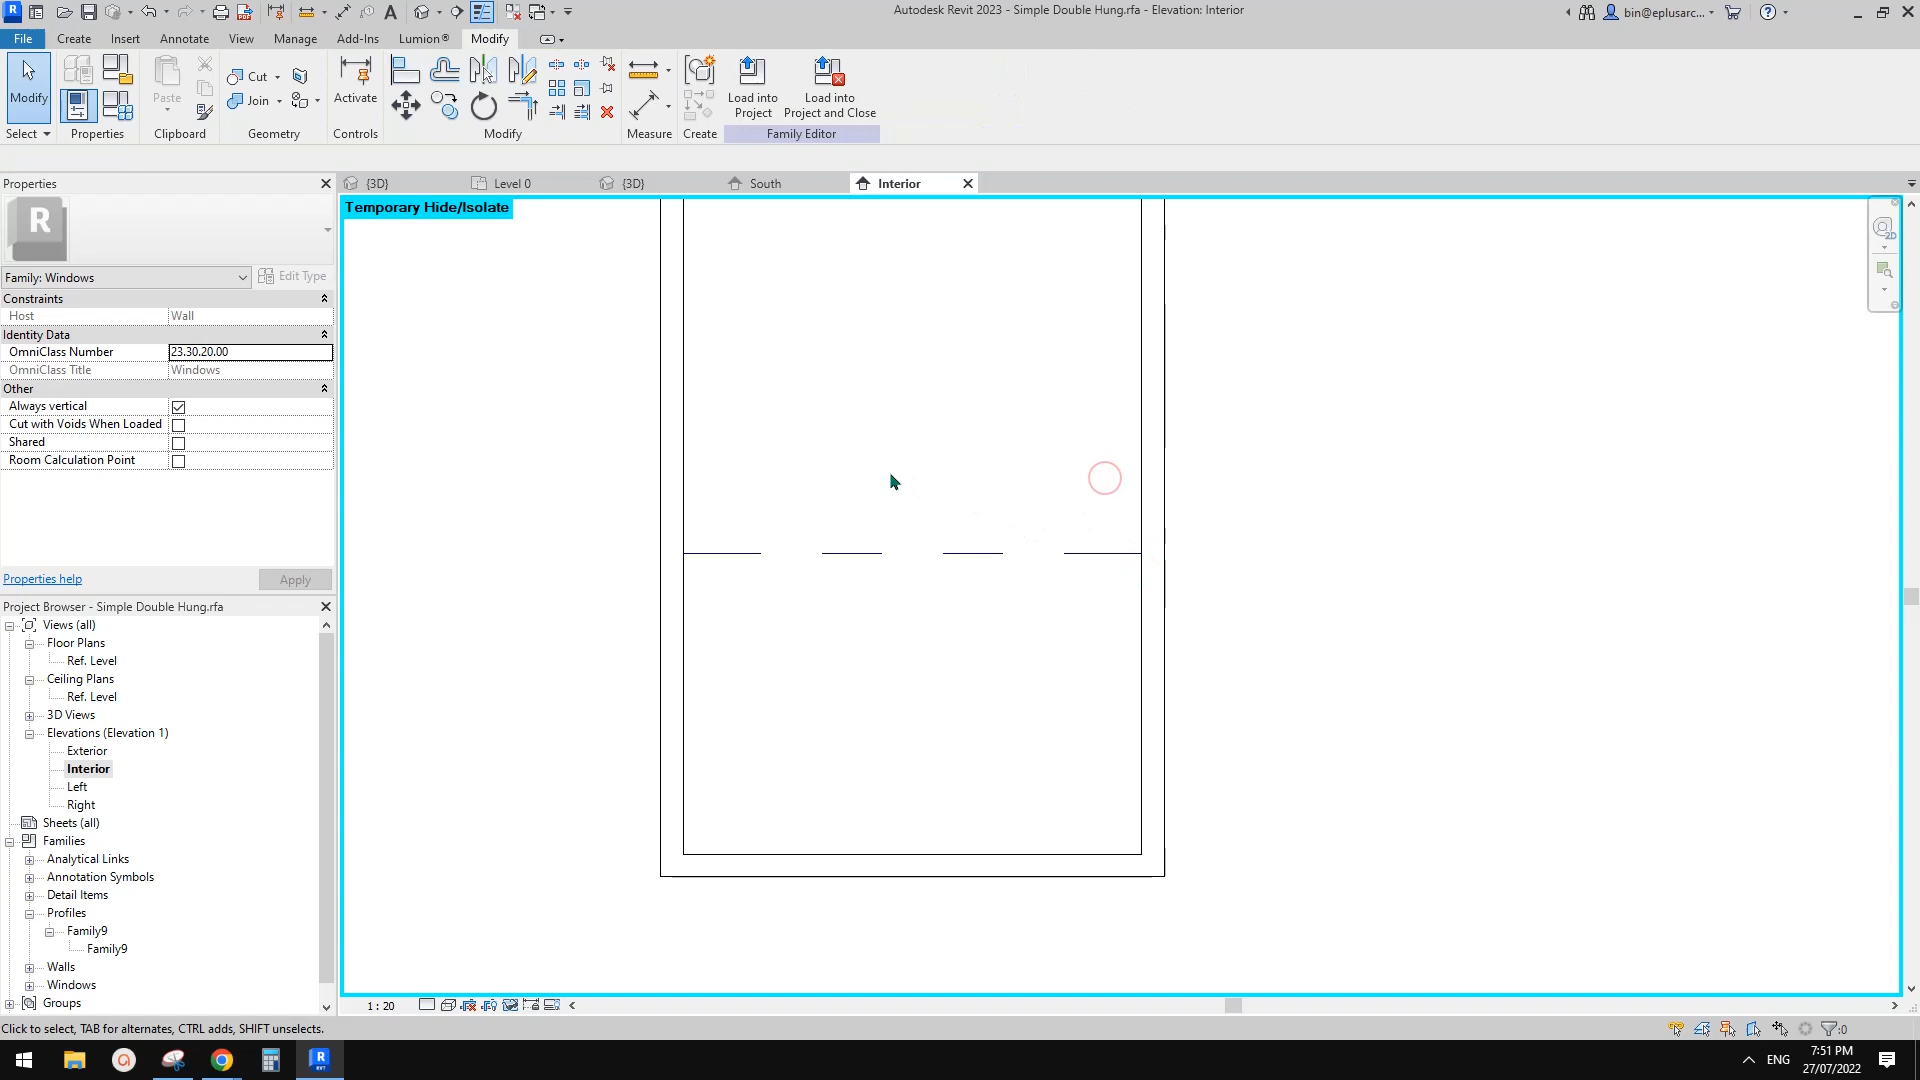 Autodesk Revit 2023 - Simple Double Hung.rfa - Elevation: Interior
bin@eplusarc...
File
Create
Insert
Annotate
View
Manage
Add-Ins
Lumion®
Modify
Modify
Paste
Cut
Join
Activate
Load into
Project
Load into
Project and Close
Select
Properties
Clipboard
Geometry
Controls
Modify
Measure
Create
Family Editor
Properties
{3D}
Level 0
{3D}
South
Interior
R
Temporary Hide/Isolate
2D
Family: Windows
Edit Type
Constraints
Host
Wall
Identity Data
OmniClass Number
23.30.20.00
OmniClass Title
Windows
Other
Always vertical
Cut with Voids When Loaded
Shared
Room Calculation Point
Properties help
Apply
Project Browser - Simple Double Hung.rfa
Views (all)
Floor Plans
Ref. Level
Ceiling Plans
Ref. Level
3D Views
Elevations (Elevation 1)
Exterior
Interior
Left
Right
Sheets (all)
Families
Analytical Links
Annotation Symbols
Detail Items
Profiles
Family9
Family9
Walls
Windows
Groups
1 : 20
Click to select, TAB for alternates, CTRL adds, SHIFT unselects.
:0
ENG
7:51 PM
27/07/2022